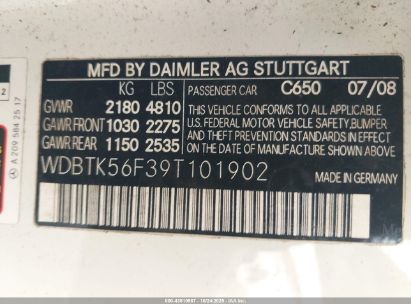 MFD BY DAIMLER AG STUTTGART
KG LBS PASSENGER CAR C650 07/08
GVWR 2180 4810
GAWR.FRONT 1030 2275
GAWR.REAR 1150 2535
THIS VEHICLE CONFORMS TO ALL APPLICABLE
U.S. FEDERAL MOTOR VEHICLE SAFETY, BUMPER
AND THEFT PREVENTION STANDARDS IN EFFECT
ON THE DATE OF MANUFACTURE SHOWN ABOVE.
WDBTK56F39T101902
MADE IN GERMANY
A 209 584 25 17
2